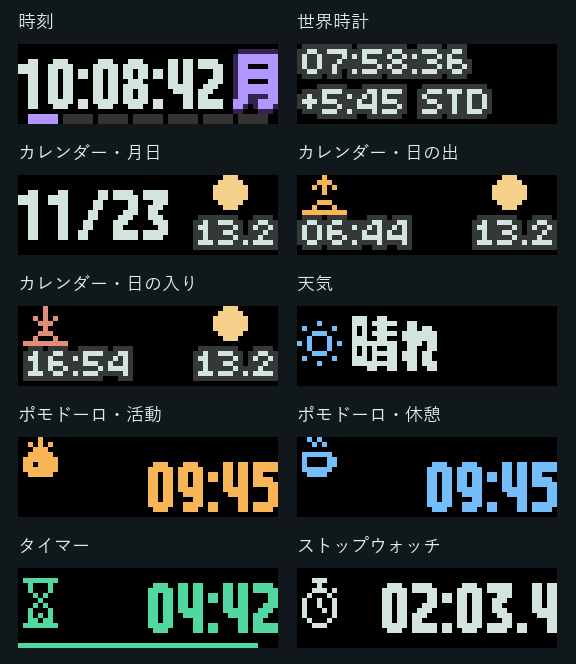 時刻
世界時計
10:08:42月
07:58:36
+5:45 STD
カレンダー・月日
カレンダー・日の出
11/23
13.2
06:44
13.2
カレンダー・日の入り
天気
16:54
13.2
晴れ
ポモドーロ・活動
ポモドーロ・休憩
09:45
09:45
タイマー
ストップウォッチ
04:42
02:03.4